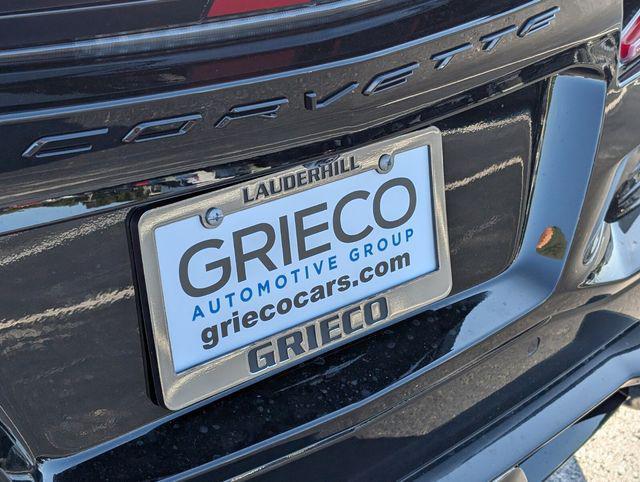 CORVETTE
LAUDERHILL
GRIECO
AUTOMOTIVE GROUP
griecocars.com
GRIECO